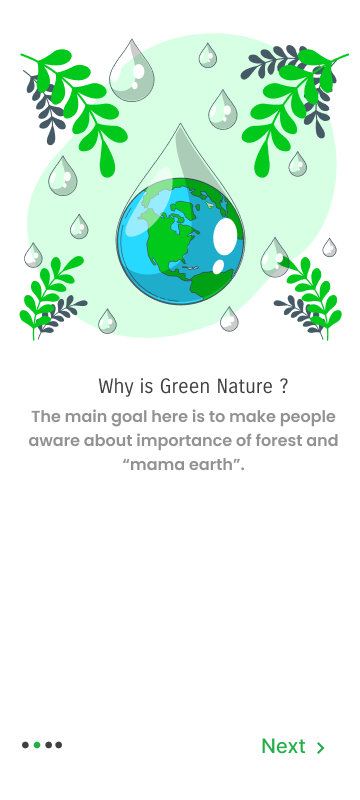 Why is Green Nature ?
The main goal here is to make people
aware about importance of forest and
“mama earth”.
Next